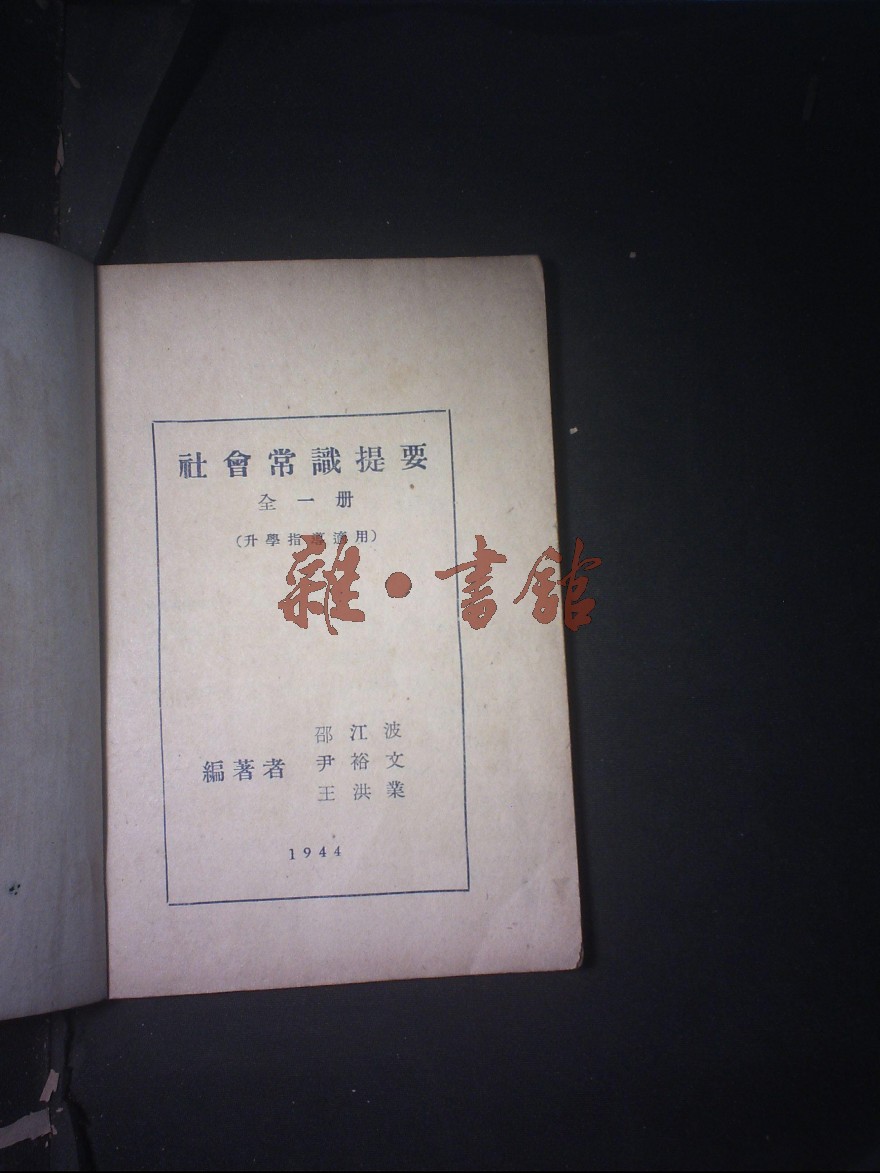 社會常識提要
全一册
(升學指導適用)
雜·書館
邵江波
編著者 尹裕文
王洪業
1944